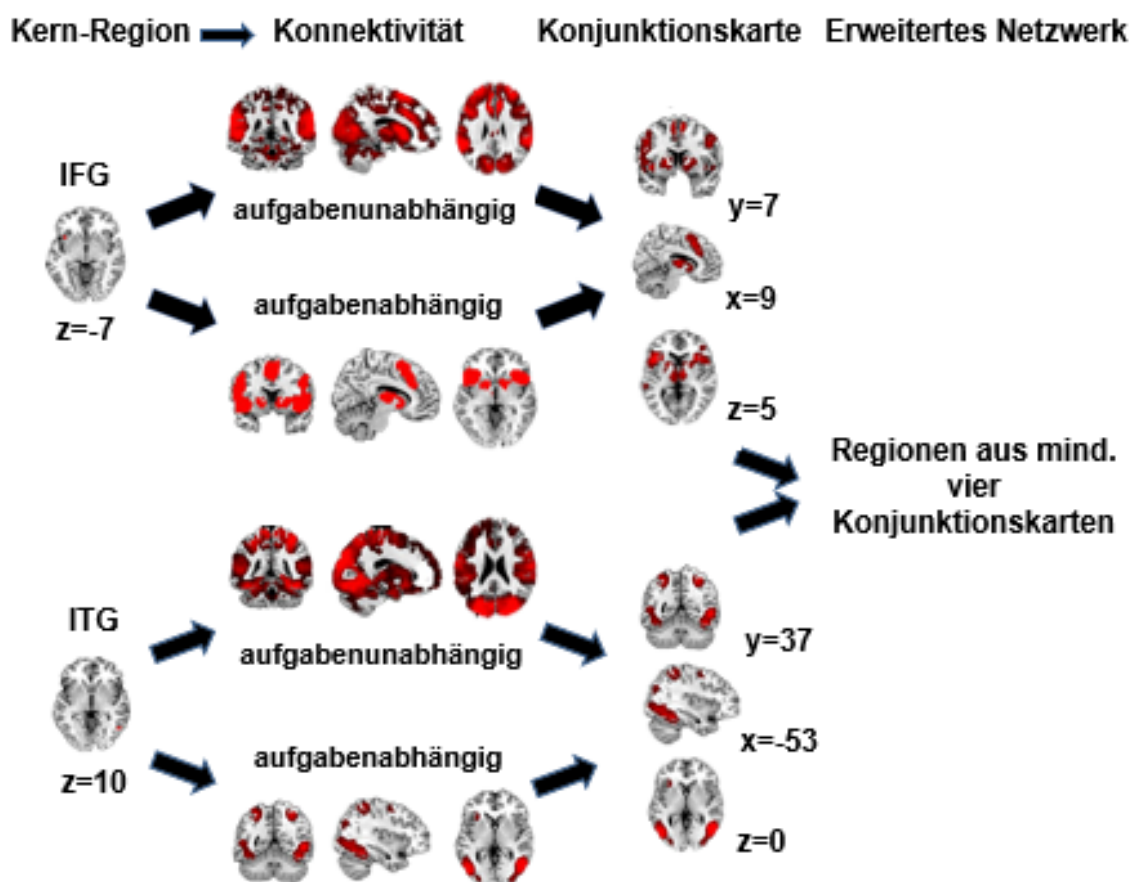 Kern-Region Konnektivität Konjunktionskarte Erweitertes Netzwerk
IFG
z=-7
aufgabenunabhängig
aufgabenabhängig
y=7
x=9
z=5
Regionen aus mind.
vier
Konjunktionskarten
ITG
z=10
aufgabenunabhängig
aufgabenabhängig
y=37
x=-53
z=0